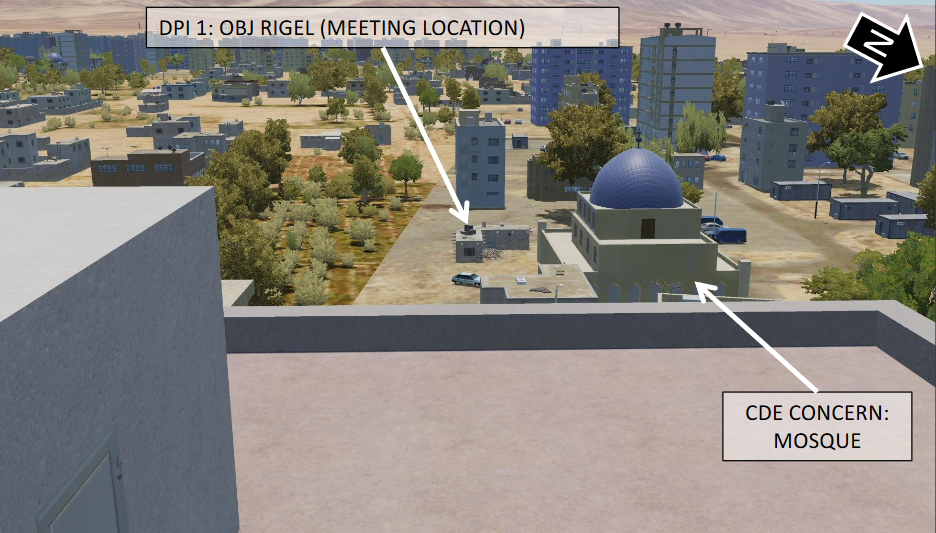 DPI 1: OBJ RIGEL (MEETING LOCATION)
N
CDE CONCERN:
MOSQUE